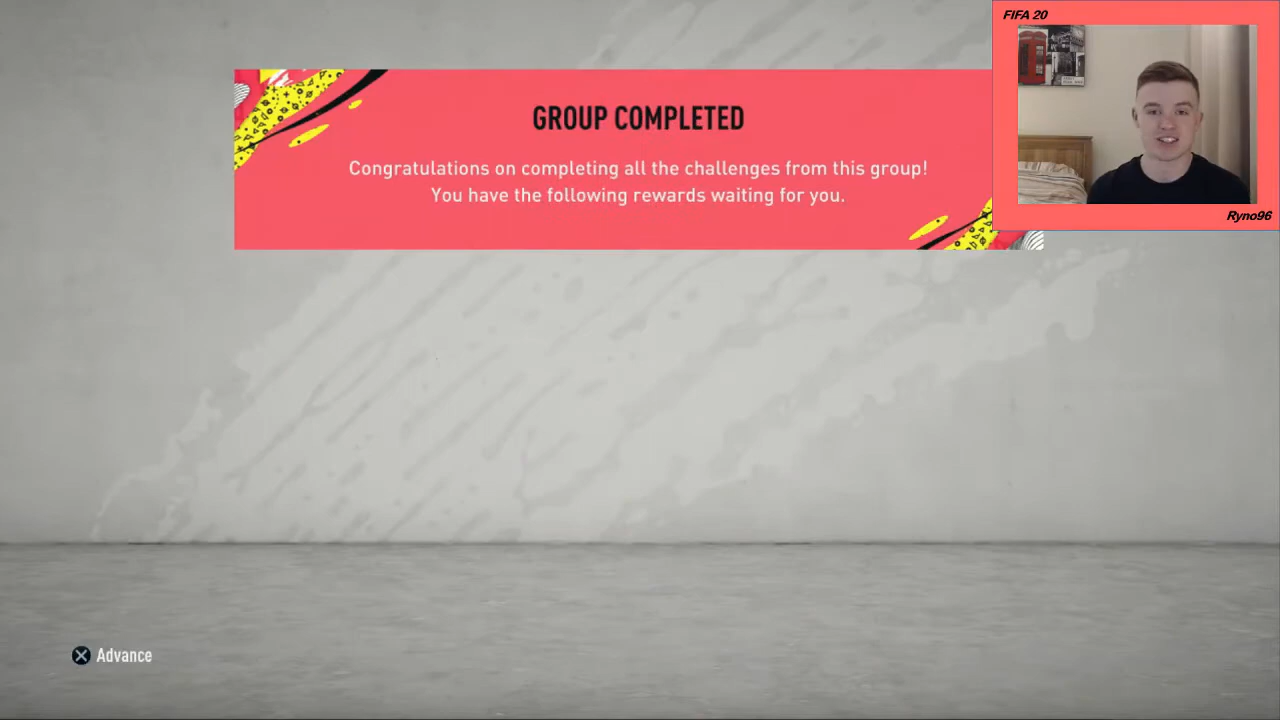 FIFA 20
GROUP COMPLETED
Congratulations on completing all the challenges from this group!
You have the following rewards waiting for you.
Ryno96
Advance